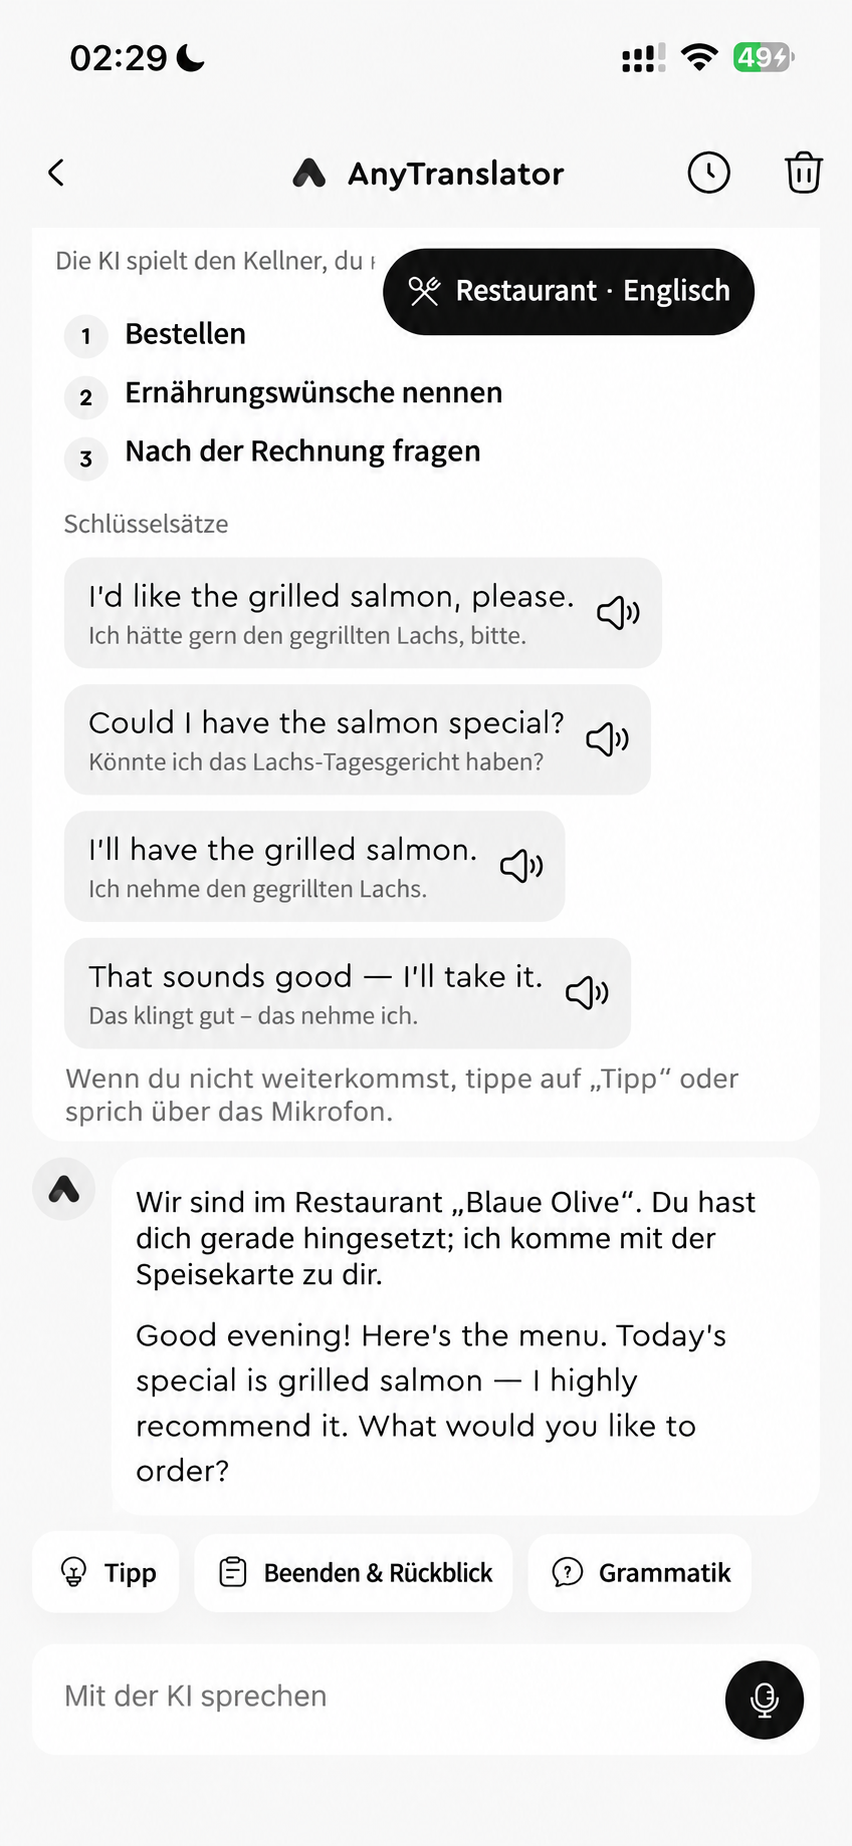 02:29
49
AnyTranslator
Die KI spielt den Kellner, du
Restaurant · Englisch
1 Bestellen
2 Ernährungswünsche nennen
3 Nach der Rechnung fragen
Schlüsselsätze
I'd like the grilled salmon, please.
Ich hätte gern den gegrillten Lachs, bitte.
Could I have the salmon special?
Könnte ich das Lachs-Tagesgericht haben?
I'll have the grilled salmon.
Ich nehme den gegrillten Lachs.
That sounds good — I'll take it.
Das klingt gut – das nehme ich.
Wenn du nicht weiterkommst, tippe auf „Tipp“ oder
sprich über das Mikrofon.
Wir sind im Restaurant „Blaue Olive“. Du hast
dich gerade hingesetzt; ich komme mit der
Speisekarte zu dir.
Good evening! Here's the menu. Today's
special is grilled salmon — I highly
recommend it. What would you like to
order?
Tipp
Beenden & Rückblick
Grammatik
Mit der KI sprechen